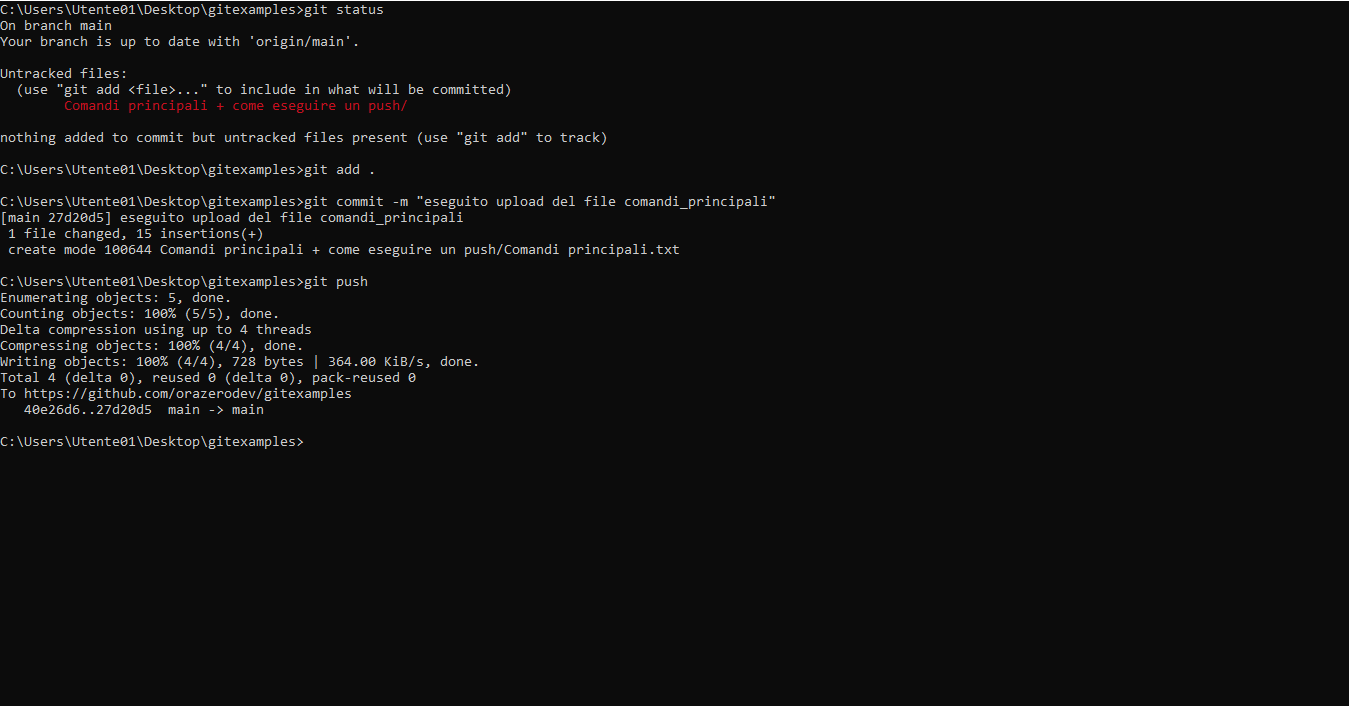 C:\Users\Utente01\Desktop\gitexamples>git status
On branch main
Your branch is up to date with 'origin/main'.
Untracked files:
  (use "git add <file>..." to include in what will be committed)
        Comandi principali + come eseguire un push/
nothing added to commit but untracked files present (use "git add" to track)
C:\Users\Utente01\Desktop\gitexamples>git add .
C:\Users\Utente01\Desktop\gitexamples>git commit -m "eseguito upload del file comandi_principali"
[main 27d20d5] eseguito upload del file comandi_principali
 1 file changed, 15 insertions(+)
 create mode 100644 Comandi principali + come eseguire un push/Comandi principali.txt
C:\Users\Utente01\Desktop\gitexamples>git push
Enumerating objects: 5, done.
Counting objects: 100% (5/5), done.
Delta compression using up to 4 threads
Compressing objects: 100% (4/4), done.
Writing objects: 100% (4/4), 728 bytes | 364.00 KiB/s, done.
Total 4 (delta 0), reused 0 (delta 0), pack-reused 0
To https://github.com/orazerodev/gitexamples
   40e26d6..27d20d5  main -> main
C:\Users\Utente01\Desktop\gitexamples>